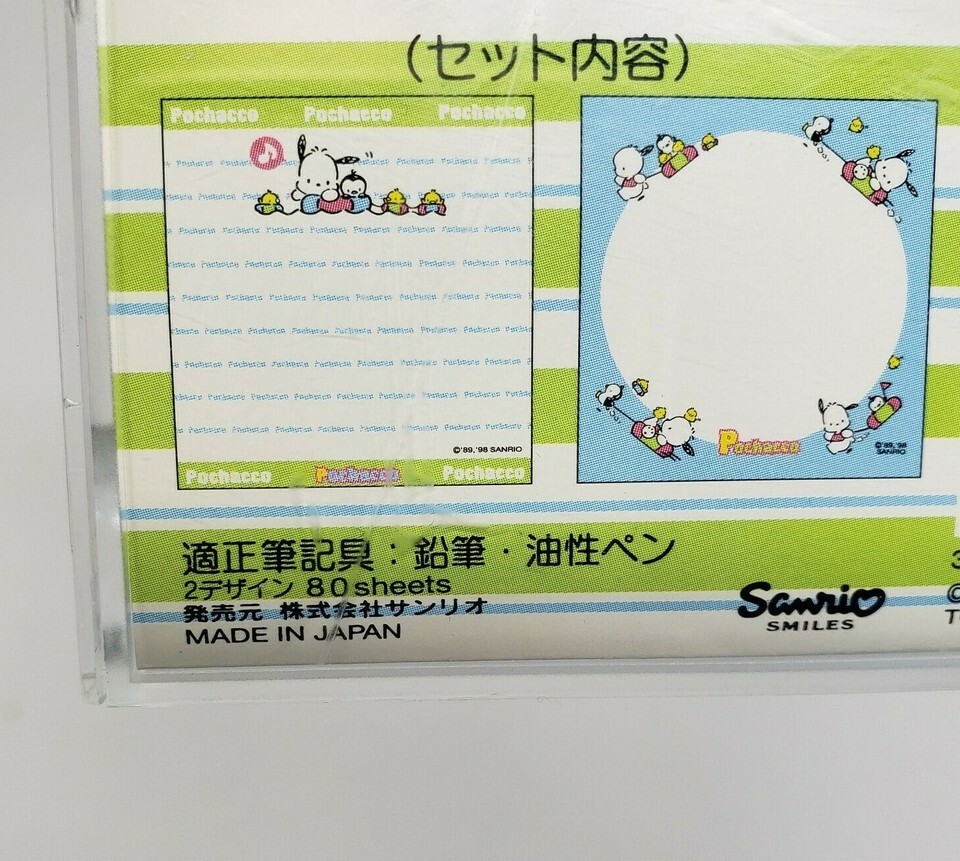 (セット内容)
Pochacco Pochacco Pochacco
©'89,'98 SANRIO
Pochacco Pochacco Pochacco
Pochacco
©'89,'98
SANRIO
適正筆記具：鉛筆・油性ペン
2デザイン 80sheets
発売元 株式会社サンリオ
MADE IN JAPAN
Sanrio
SMILES